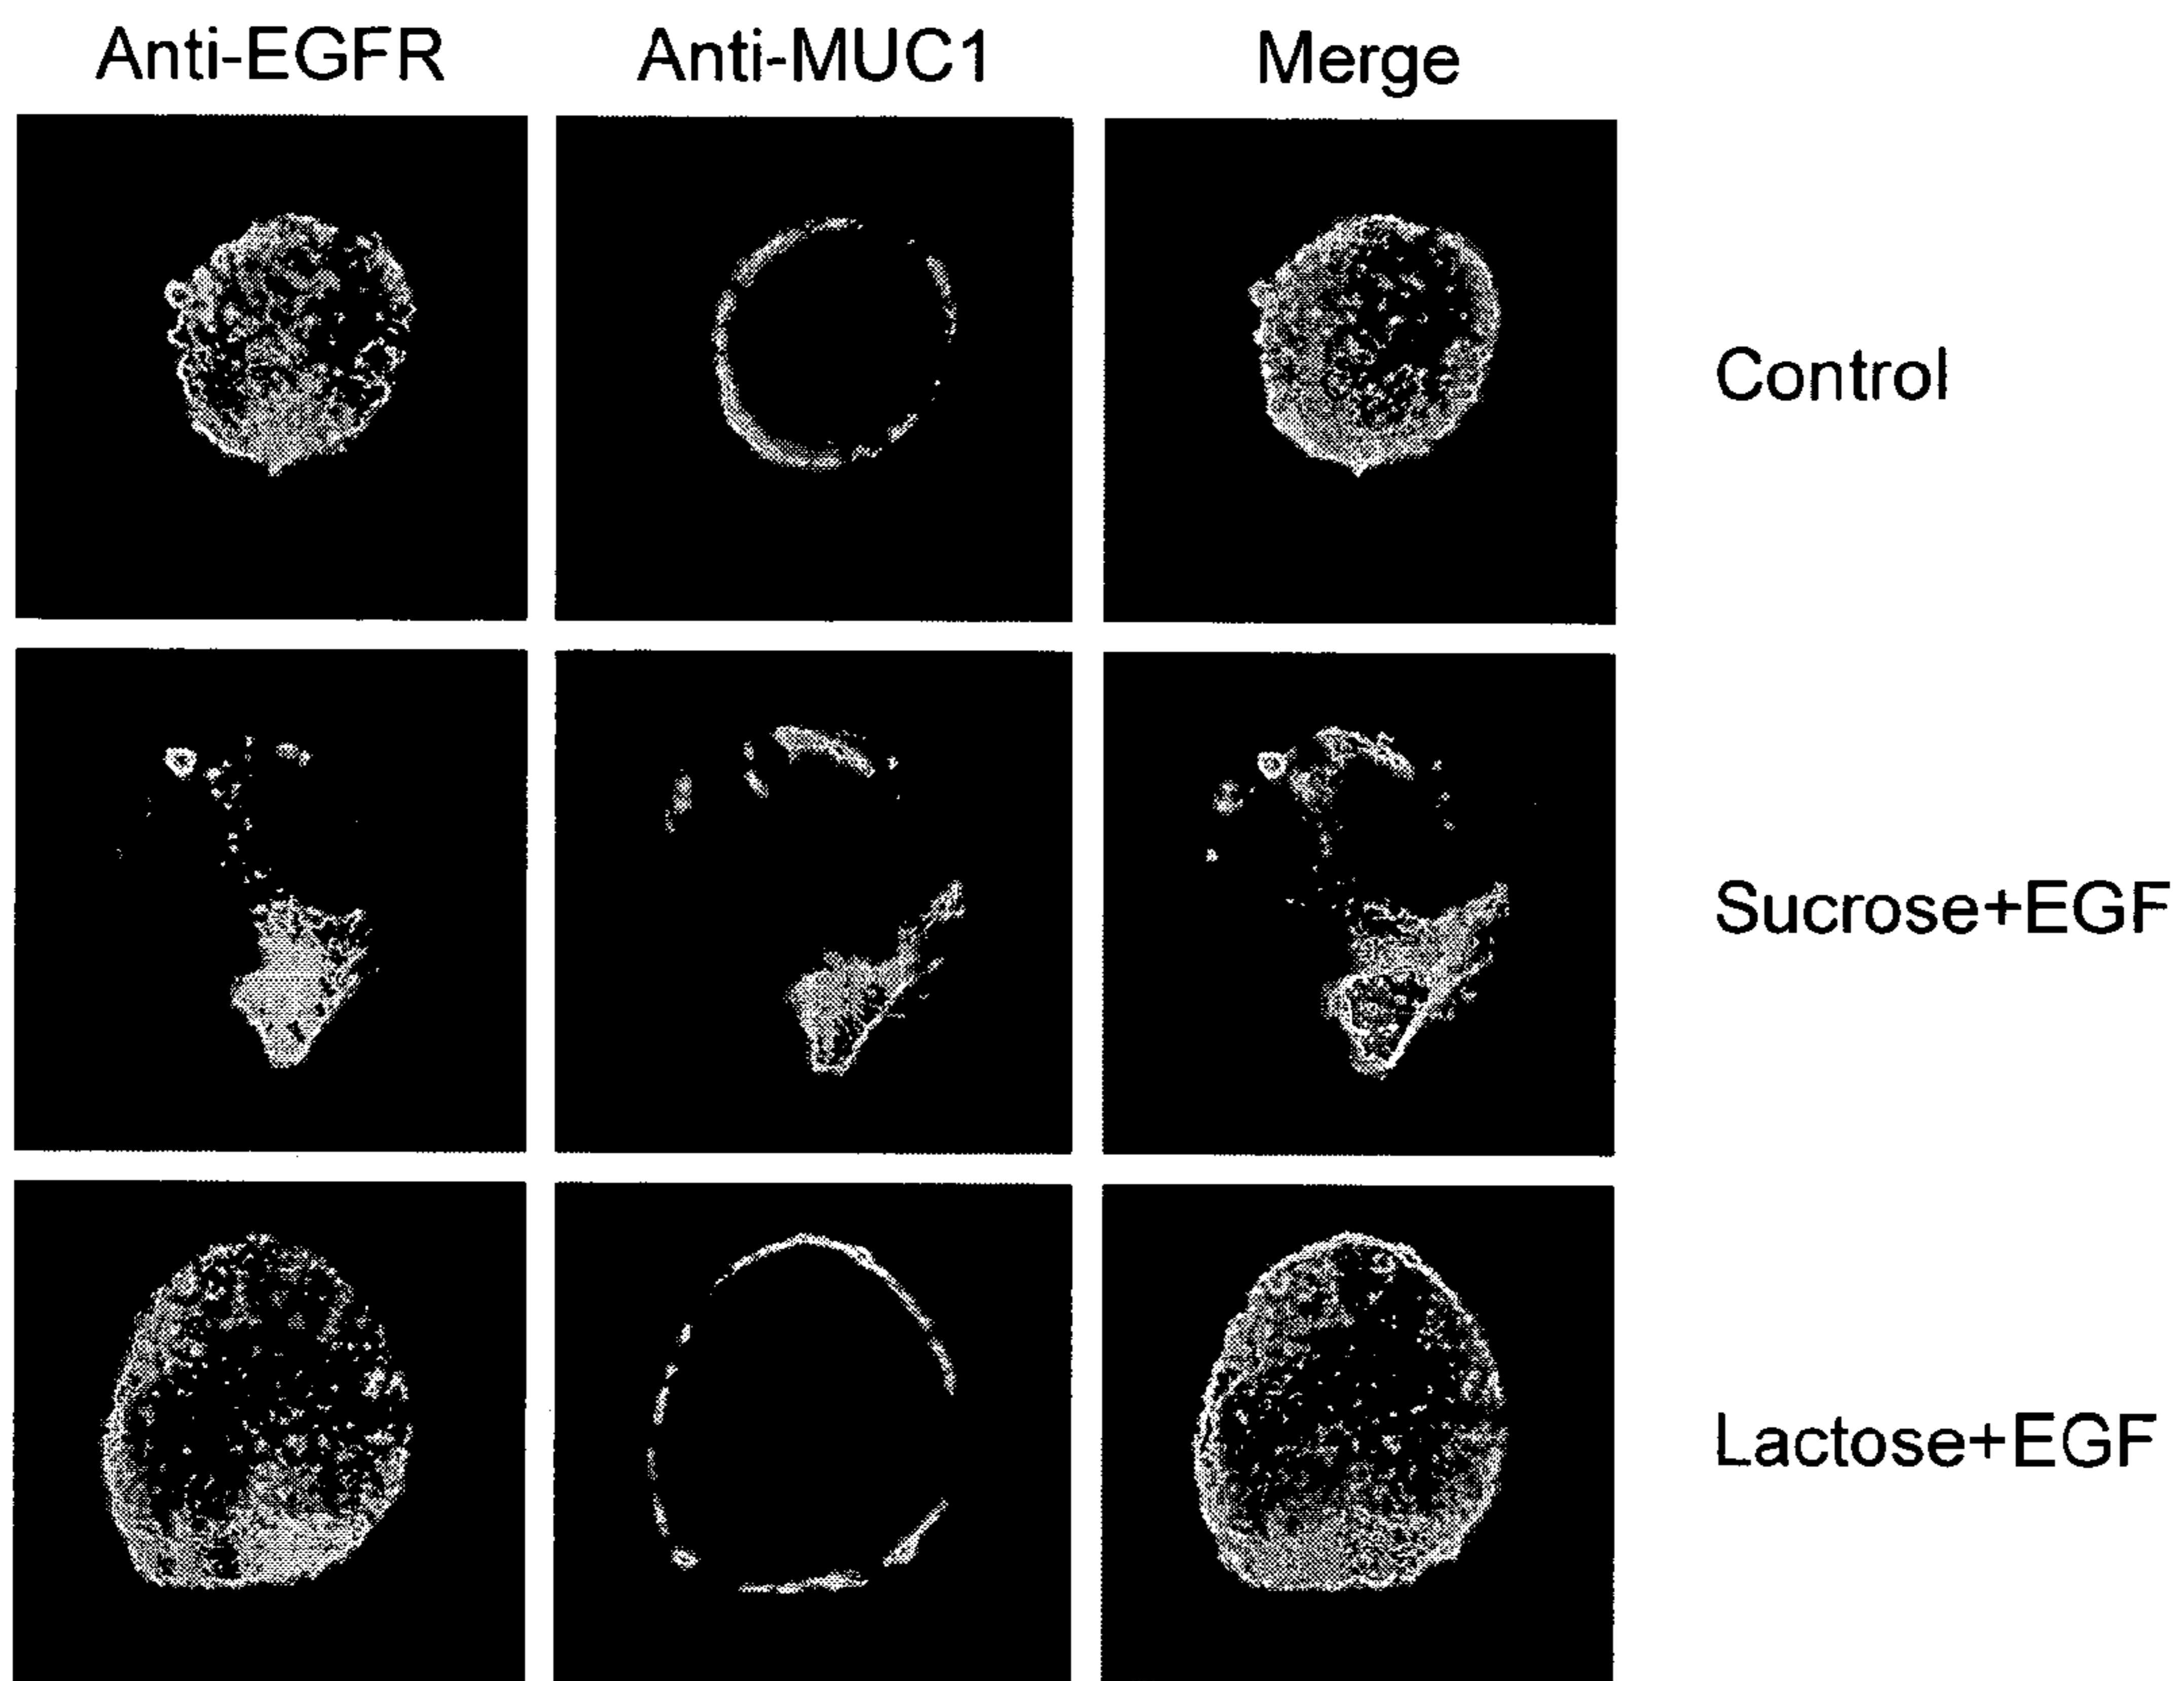 Anti-EGFR Anti-MUC1 Merge
Control
Sucrose+EGF
Lactose+EGF